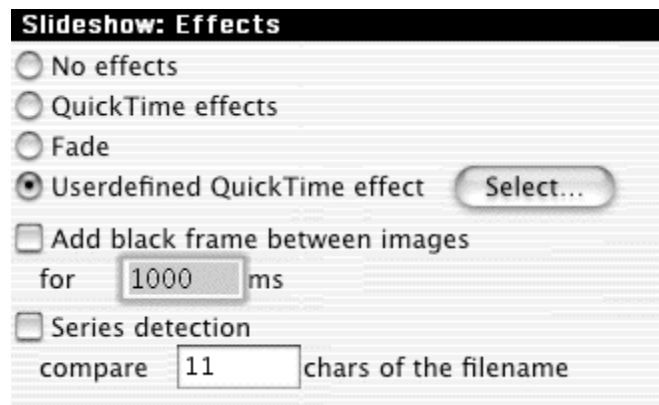 Slideshow: Effects
No effects
QuickTime effects
Fade
Userdefined QuickTime effect Select...
Add black frame between images
for 1000 ms
Series detection
compare 11 chars of the filename